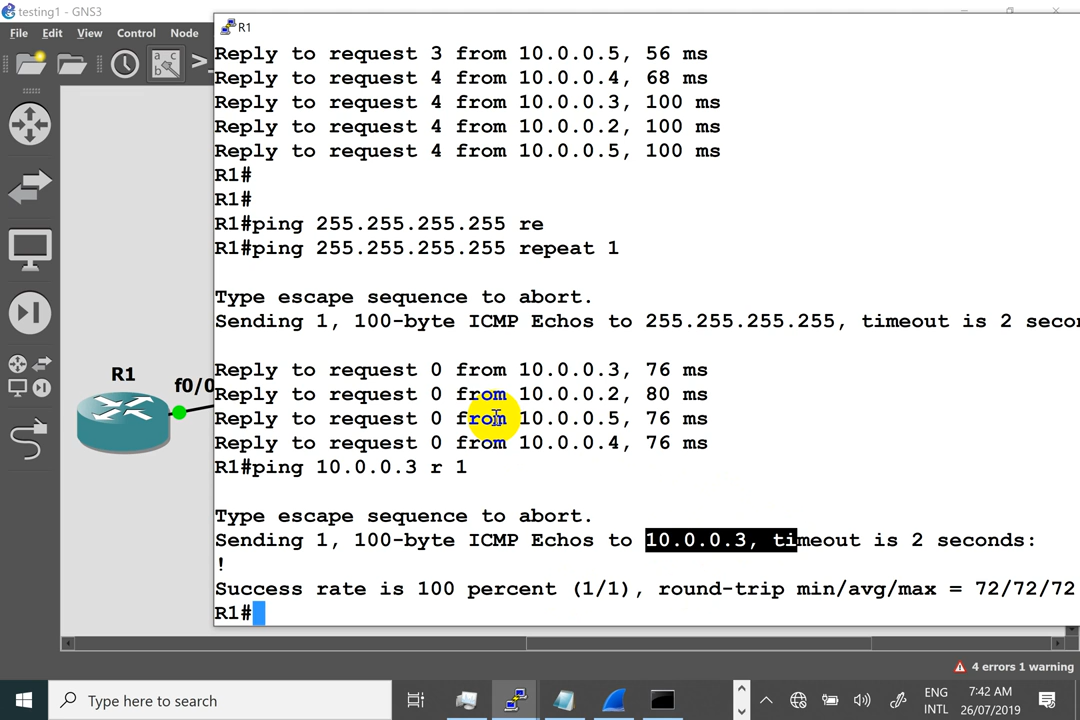 testing1 - GNS3
File Edit View Control Node
R1
Reply to request 3 from 10.0.0.5, 56 ms
Reply to request 4 from 10.0.0.4, 68 ms
Reply to request 4 from 10.0.0.3, 100 ms
Reply to request 4 from 10.0.0.2, 100 ms
Reply to request 4 from 10.0.0.5, 100 ms
R1#
R1#
R1#ping 255.255.255.255 re
R1#ping 255.255.255.255 repeat 1
Type escape sequence to abort.
Sending 1, 100-byte ICMP Echos to 255.255.255.255, timeout is 2 secon
Reply to request 0 from 10.0.0.3, 76 ms
Reply to request 0 from 10.0.0.2, 80 ms
Reply to request 0 from 10.0.0.5, 76 ms
Reply to request 0 from 10.0.0.4, 76 ms
R1#ping 10.0.0.3 r 1
Type escape sequence to abort.
Sending 1, 100-byte ICMP Echos to 10.0.0.3, timeout is 2 seconds:
!
Success rate is 100 percent (1/1), round-trip min/avg/max = 72/72/72
R1#
R1
f0/0
4 errors 1 warning
Type here to search
ENG
INTL
7:42 AM
26/07/2019